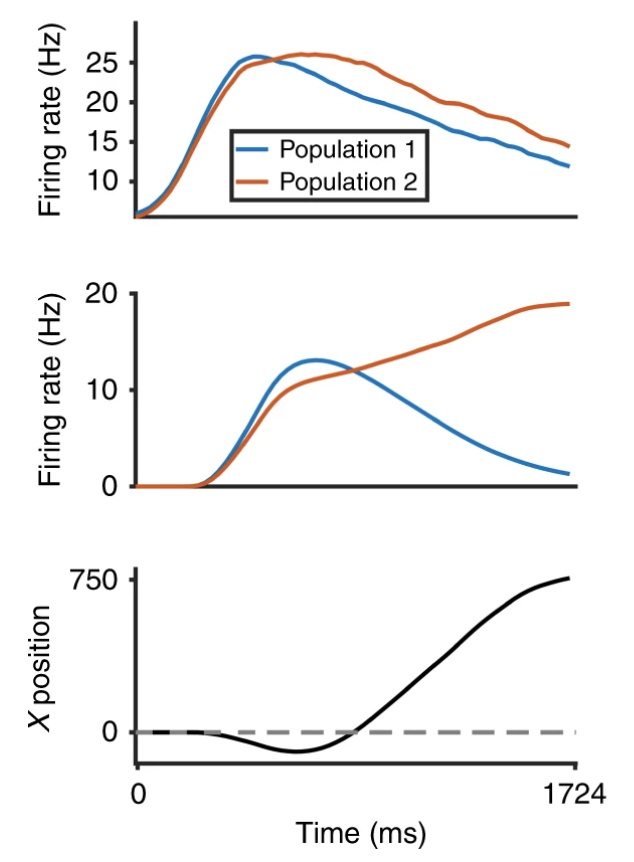 Firing rate (Hz)
25
20
15
10
Population 1
Population 2
Firing rate (Hz)
20
10
0
X position
750
0
0
1724
Time (ms)